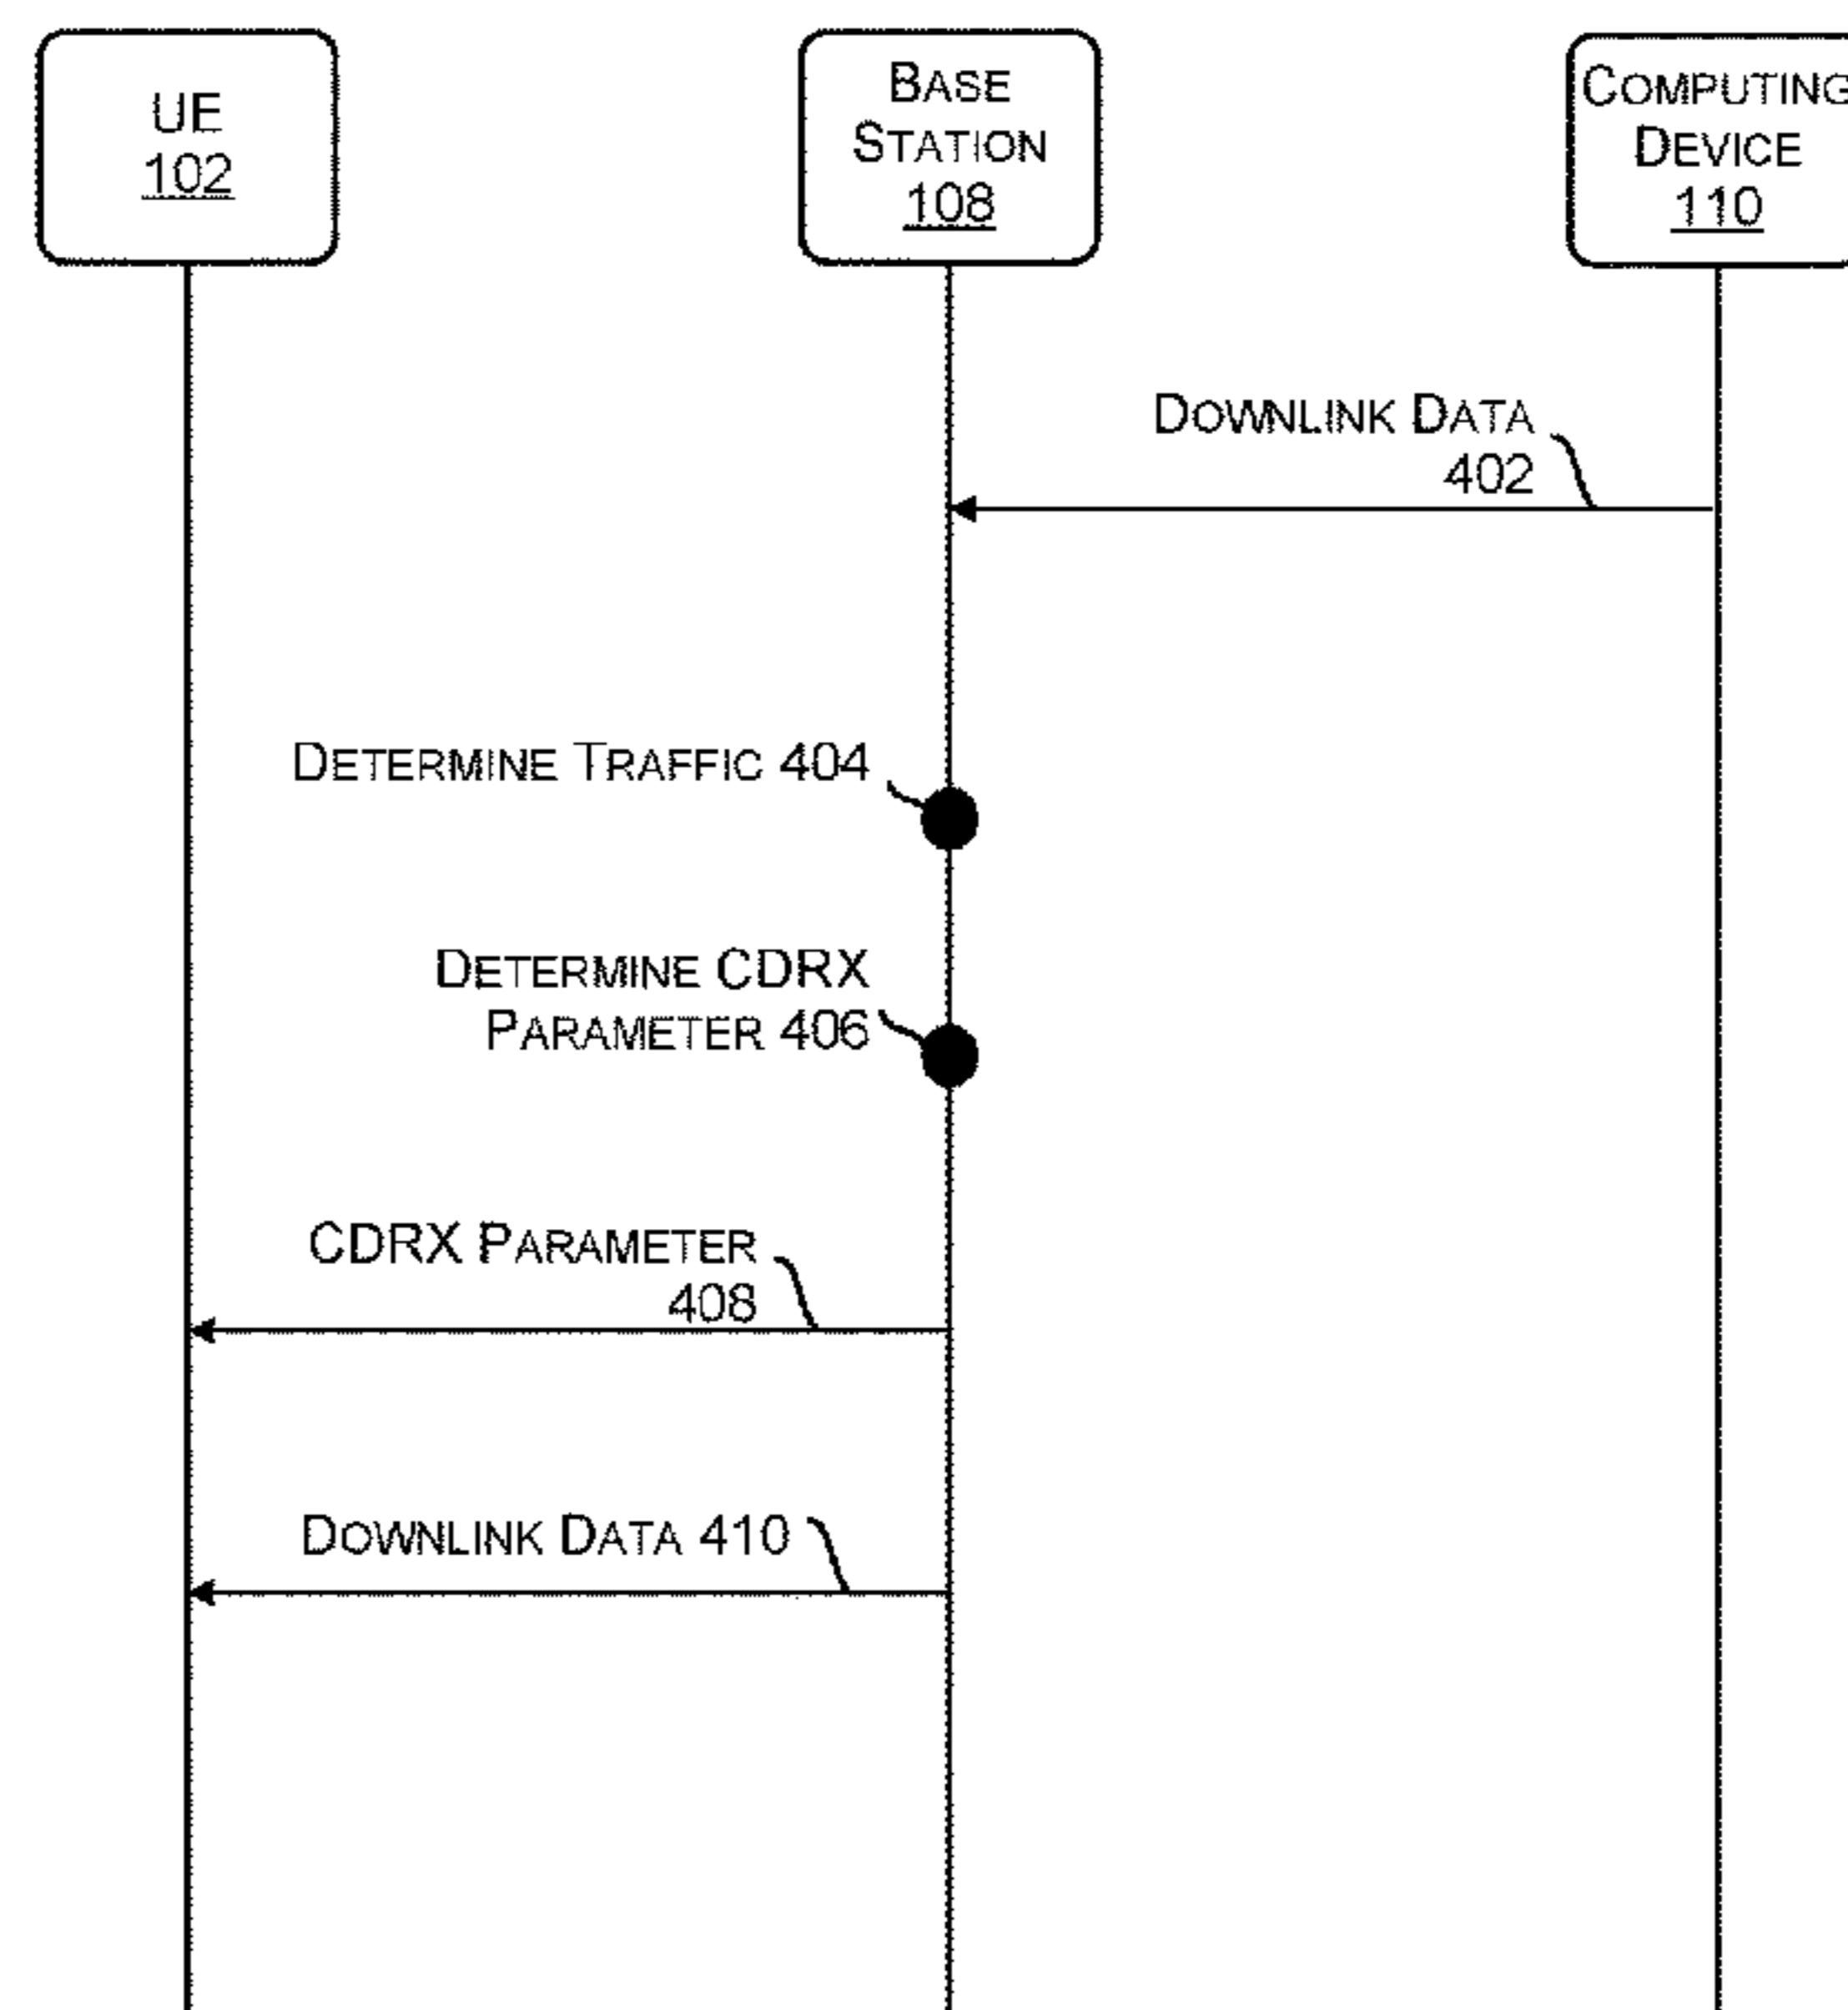 UE
102
BASE
STATION
108
COMPUTING
DEVICE
110
DOWNLINK DATA
402
DETERMINE TRAFFIC 404
DETERMINE CDRX
PARAMETER 406
CDRX PARAMETER
408
DOWNLINK DATA 410